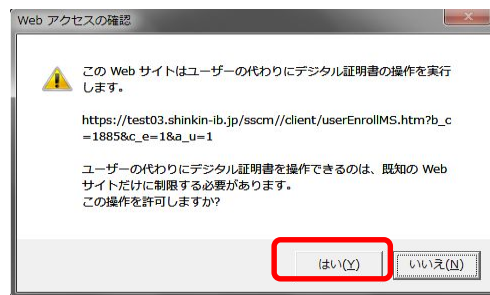 Web アクセスの確認
この Web サイトはユーザーの代わりにデジタル証明書の操作を実行
します。
https://test03.shinkin-ib.jp/sscm//client/userEnrollMS.htm?b_c
=1885&c_e=1&a_u=1
ユーザーの代わりにデジタル証明書を操作できるのは、既知の Web
サイトだけに制限する必要があります。
この操作を許可しますか?
はい(Y)
いいえ(N)